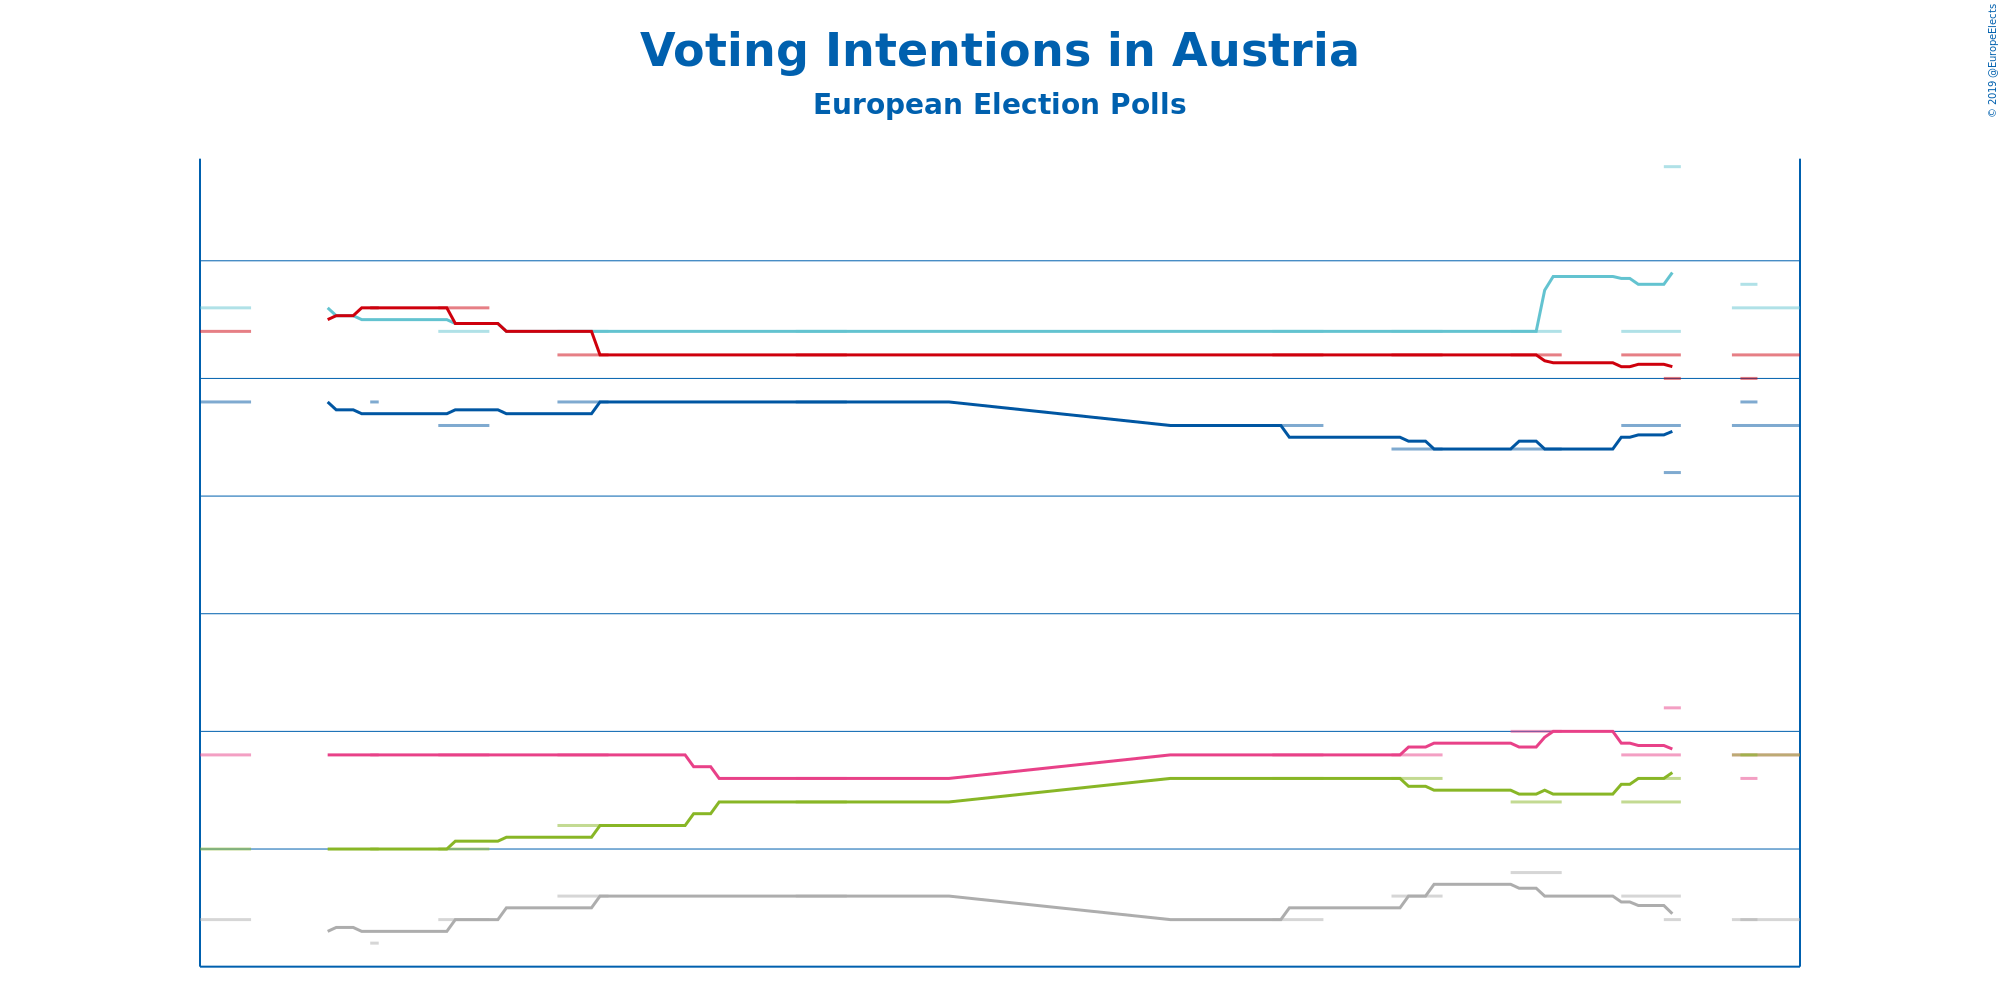 Voting Intentions in Austria
European Election Polls
© 2019 @EuropeElects